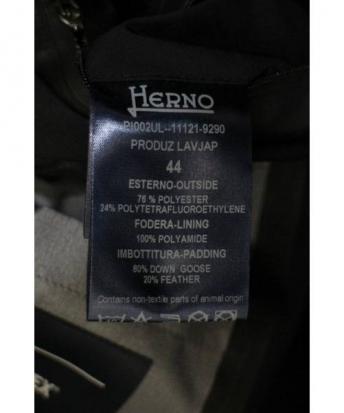 HERNO
PI002UL--11121-9290
PRODUZ LAVJAP
44
ESTERNO-OUTSIDE
76 % POLYESTER
24% POLYTETRAFLUOROETHYLENE
FODERA-LINING
100% POLYAMIDE
IMBOTTITURA-PADDING
80% DOWN GOOSE
20% FEATHER
Contains non-textile parts of animal origin